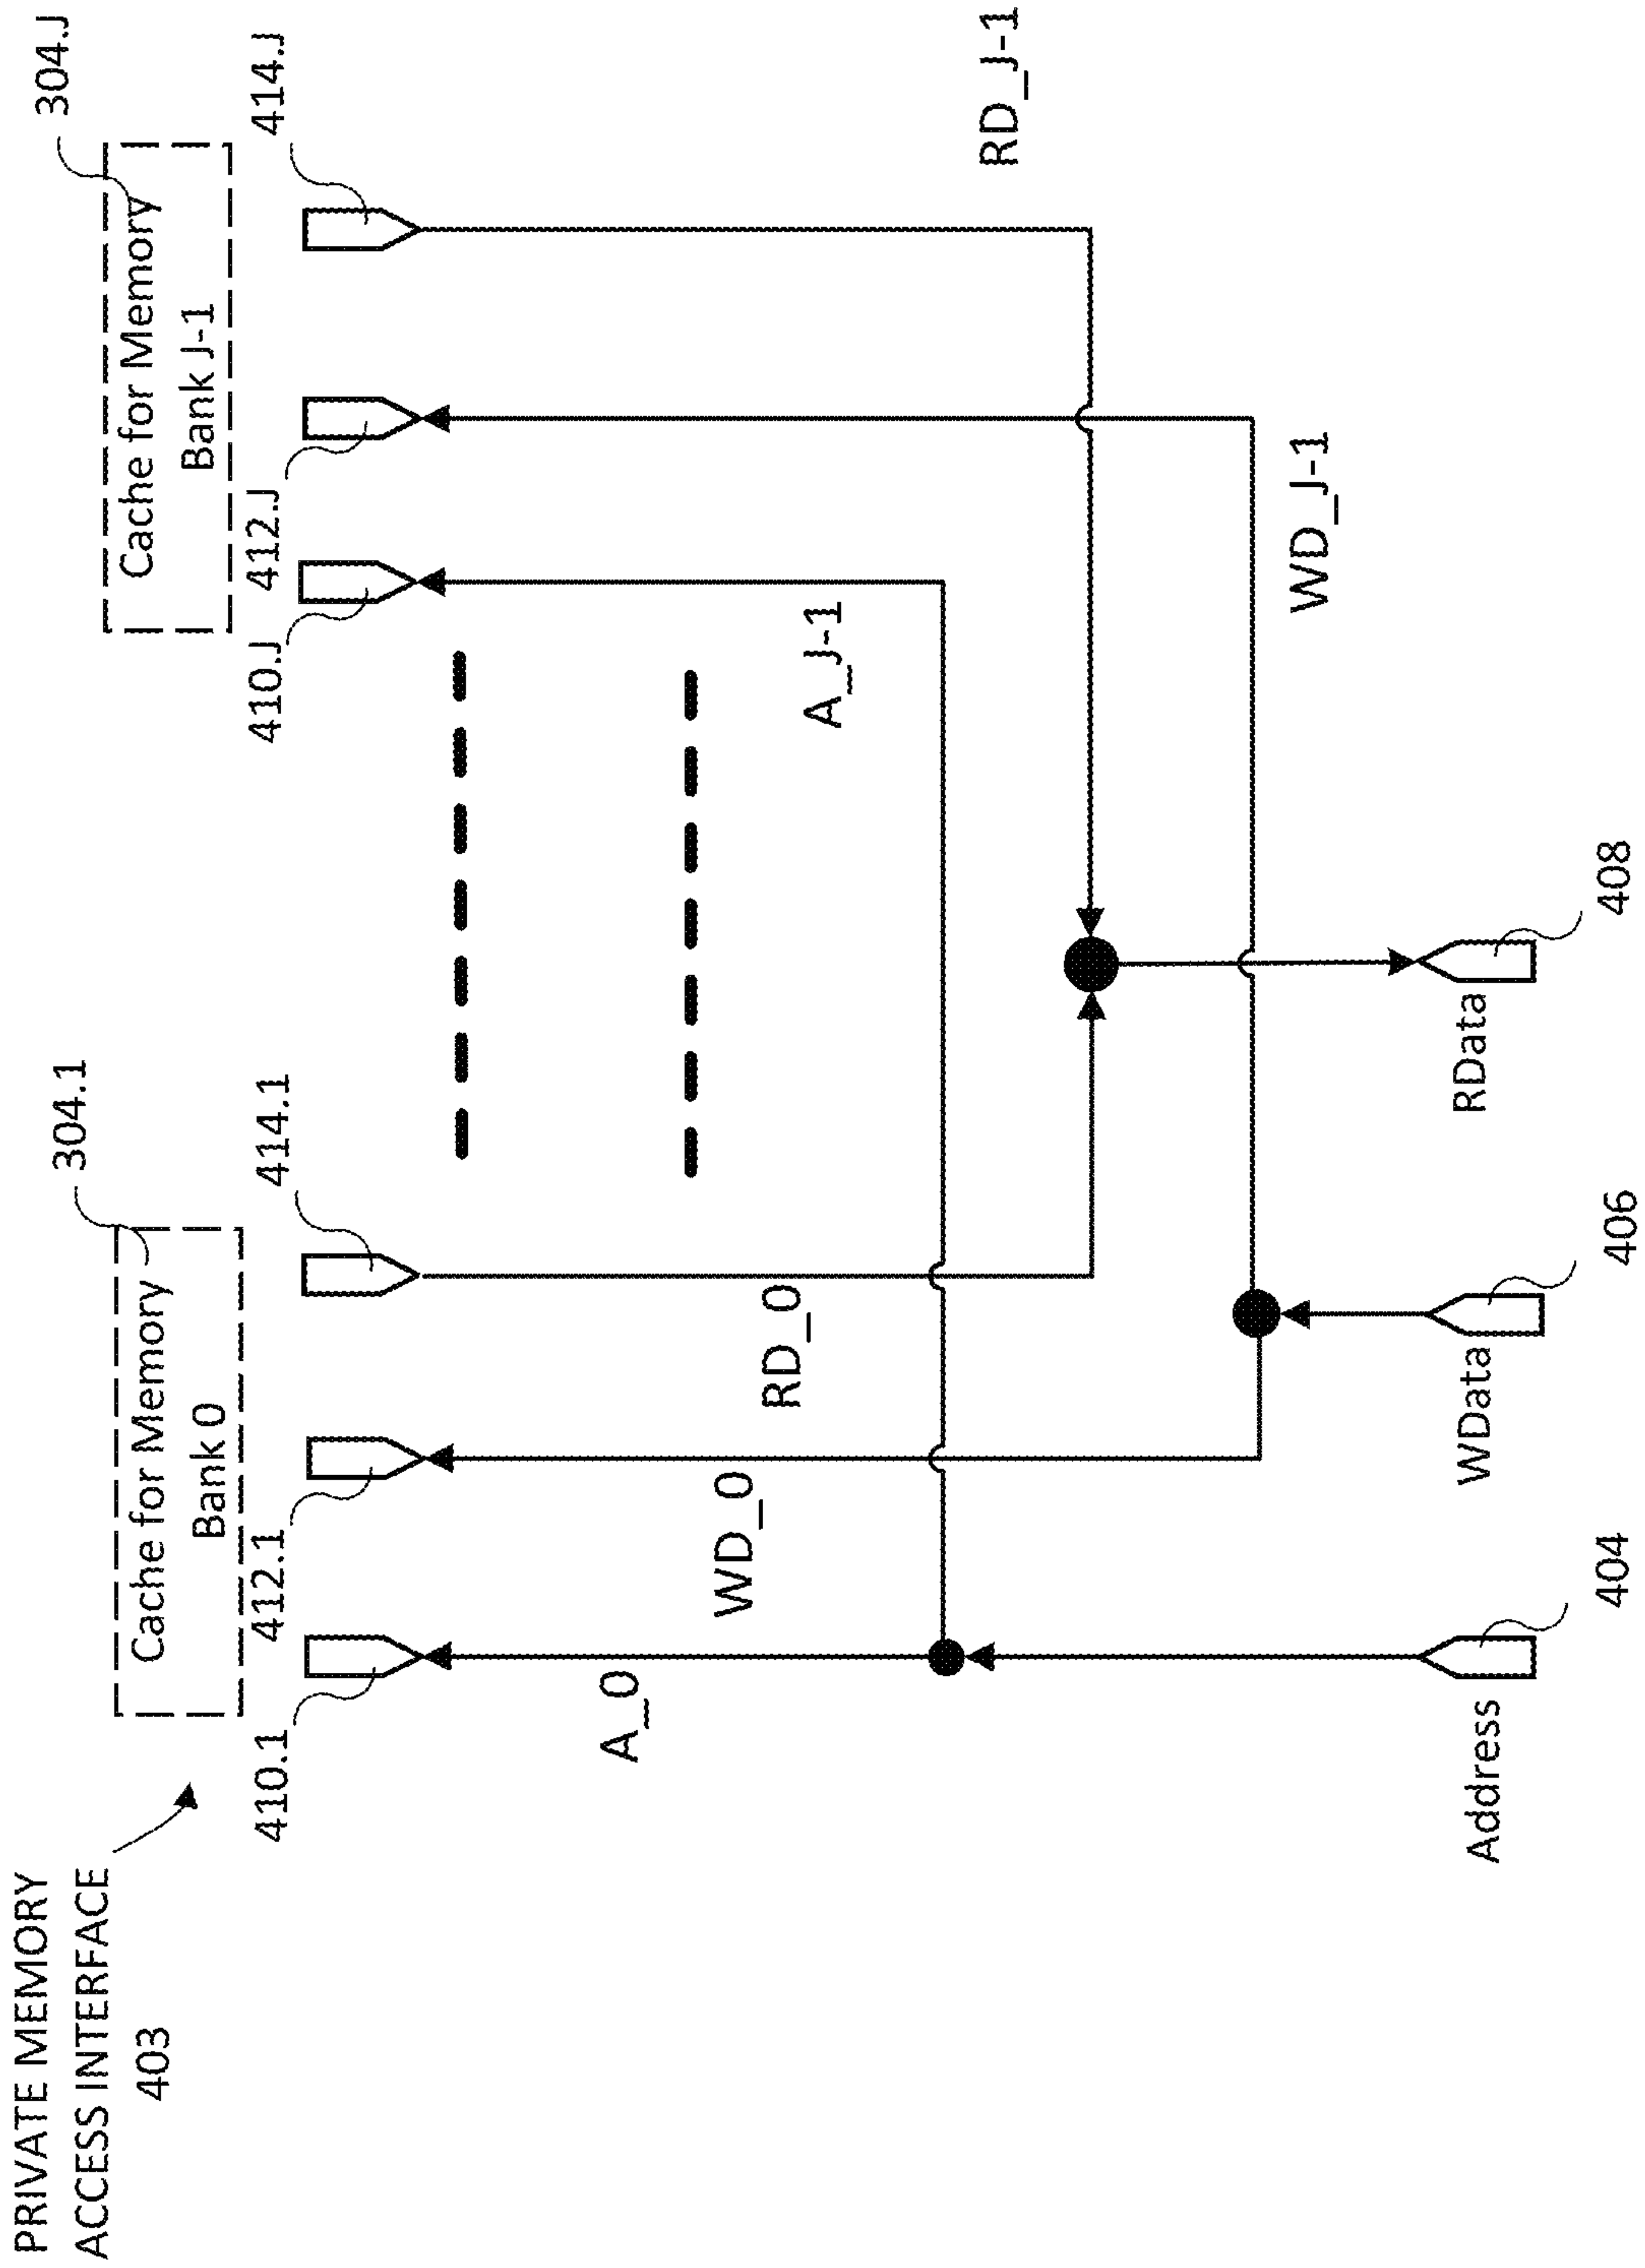 PRIVATE MEMORY
ACCESS INTERFACE
403
304.1
Cache for Memory
Bank 0
304.J
Cache for Memory
Bank J-1
410.1
412.1
414.1
410.J
412.J
414.J
A_0
WD_0
RD_0
A_J-1
RD_J-1
WD_J-1
Address
WData
RData
404
406
408